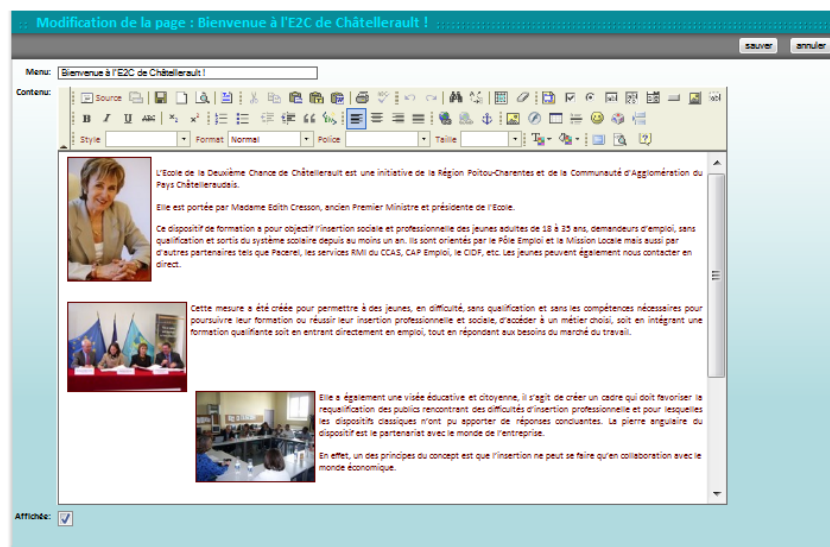 :: Modification de la page : Bienvenue à l'E2C de Châtellerault !
sauver annuler
Menu: Bienvenue à l'E2C de Châtellerault !
Contenu:
Source
B I U ABC x₂ x²
Style Format Normal Police Taille
L'Ecole de la Deuxième Chance de Châtellerault est une initiative de la Région Poitou-Charentes et de la Communauté d'Agglomération du
Pays Châtelleraudais.
Elle est portée par Madame Edith Cresson, ancien Premier Ministre et présidente de l'Ecole.
Ce dispositif de formation a pour objectif l'insertion sociale et professionnelle des jeunes adultes de 18 à 35 ans, demandeurs d'emploi, sans
qualification et sortis du système scolaire depuis au moins un an. Ils sont orientés par le Pôle Emploi et la Mission Locale mais aussi par
d'autres partenaires tels que Pacerel, les services RMI du CCAS, CAP Emploi, le CIDF, etc. Les jeunes peuvent également nous contacter en
direct.
Cette mesure a été créée pour permettre à des jeunes, en difficulté, sans qualification et sans les compétences nécessaires pour
poursuivre leur formation ou réussir leur insertion professionnelle et sociale, d'accéder à un métier choisi, soit en intégrant une
formation qualifiante soit en entrant directement en emploi, tout en répondant aux besoins du marché du travail.
Elle a également une visée éducative et citoyenne, il s'agit de créer un cadre qui doit favoriser la
requalification des publics rencontrant des difficultés d'insertion professionnelle et pour lesquelles
les dispositifs classiques n'ont pu apporter de réponses concluantes. La pierre angulaire du
dispositif est le partenariat avec le monde de l'entreprise.
En effet, un des principes du concept est que l'insertion ne peut se faire qu'en collaboration avec le
monde économique.
Affichée: